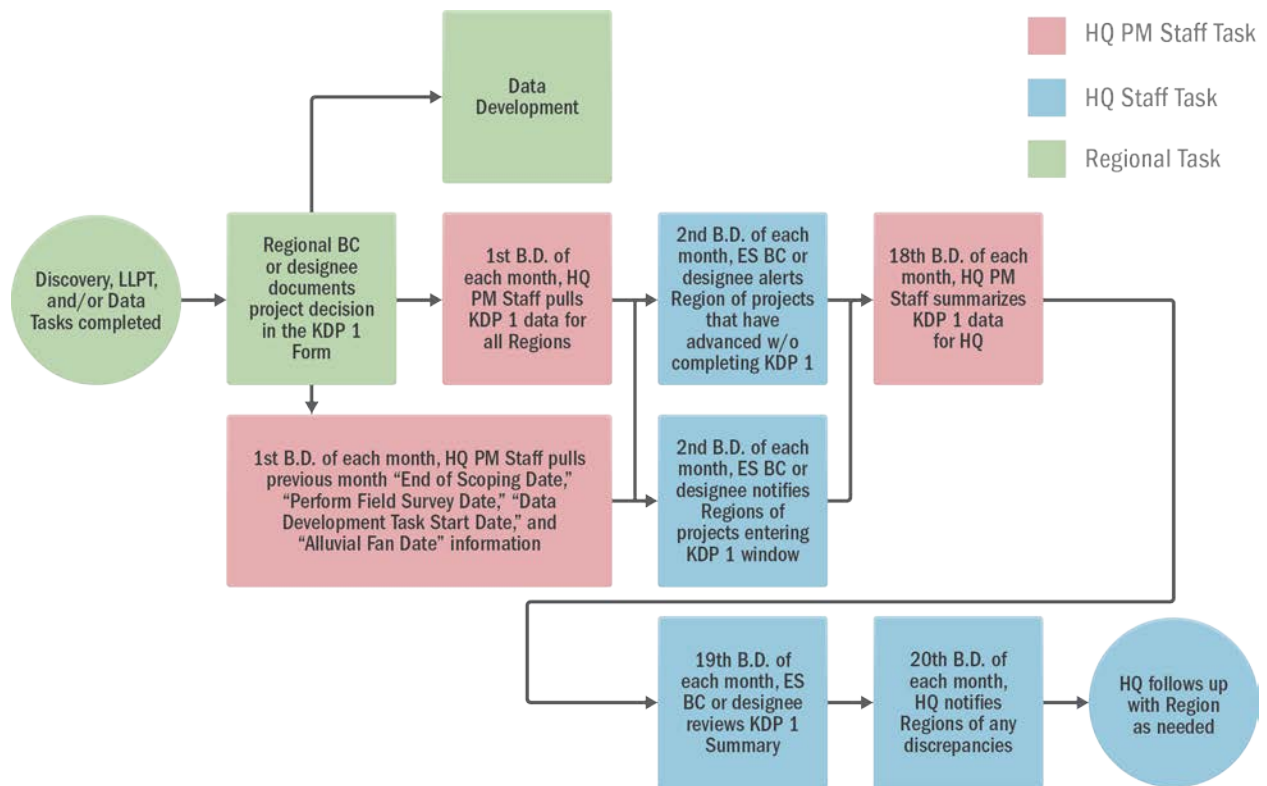 HQ PM Staff Task
HQ Staff Task
Regional Task
Data
Development
Discovery, LLPT,
and/or Data
Tasks completed
Regional BC
or designee
documents
project decision
in the KDP 1
Form
1st B.D. of
each month, HQ
PM Staff pulls
KDP 1 data for
all Regions
2nd B.D. of each
month, ES BC or
designee alerts
Region of projects
that have
advanced w/o
completing KDP 1
18th B.D. of each
month, HQ PM
Staff summarizes
KDP 1 data
for HQ
1st B.D. of each month, HQ PM Staff pulls
previous month “End of Scoping Date,”
“Perform Field Survey Date,” “Data
Development Task Start Date,” and
“Alluvial Fan Date” information
2nd B.D. of each
month, ES BC or
designee notifies
Regions of
projects entering
KDP 1 window
19th B.D. of
each month, ES
BC or designee
reviews KDP 1
Summary
20th B.D. of
each month,
HQ notifies
Regions of any
discrepancies
HQ follows up
with Region
as needed